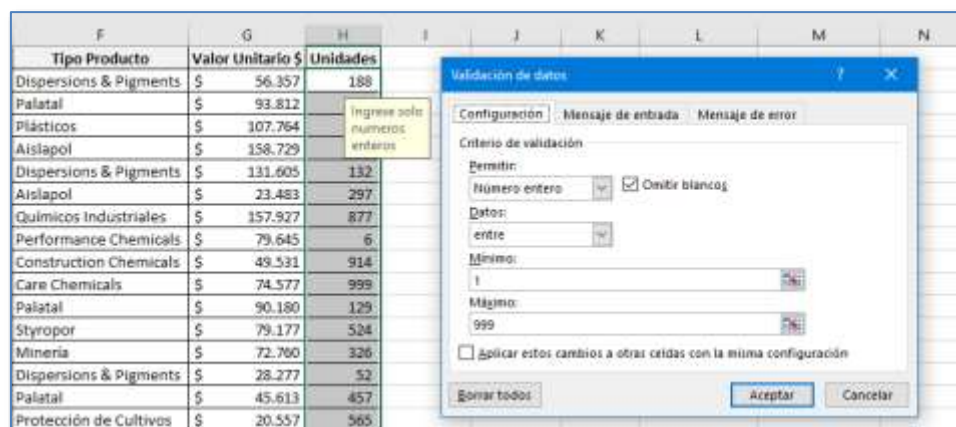 F G H I J K L M N
Tipo Producto Valor Unitario $ Unidades
Dispersions & Pigments $ 56.357 188
Palatal $ 93.812
Plásticos $ 107.764
Aislapol $ 158.729
Dispersions & Pigments $ 131.605 132
Aislapol $ 23.483 297
Químicos Industriales $ 157.927 877
Performance Chemicals $ 79.645 6
Construction Chemicals $ 49.531 914
Care Chemicals $ 74.577 999
Palatal $ 90.180 129
Styropor $ 79.177 524
Minería $ 72.760 326
Dispersions & Pigments $ 28.277 52
Palatal $ 45.613 457
Protección de Cultivos $ 20.557 565
Ingrese solo
numeros
enteros
Validación de datos ? ×
Configuración Mensaje de entrada Mensaje de error
Criterio de validación
Permitir:
Número entero Omitir blancos
Datos:
entre
Mínimo:
1
Máximo:
999
Aplicar estos cambios a otras celdas con la misma configuración
Borrar todos Aceptar Cancelar